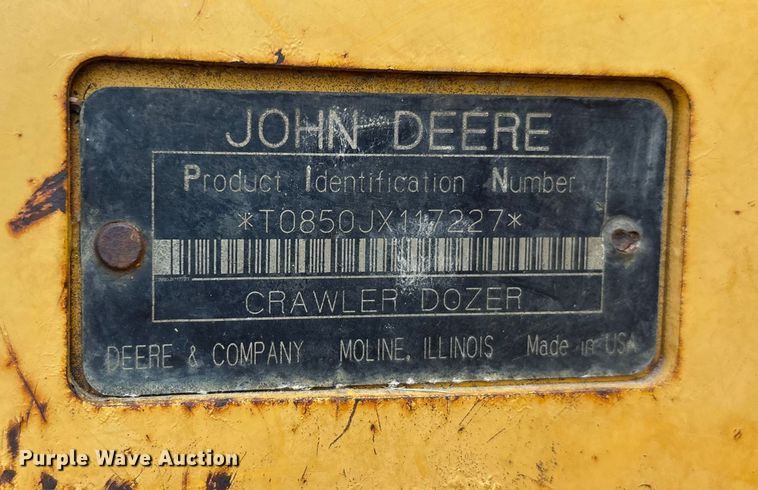 JOHN DEERE
Product Identification Number
*T0850JX117227*
CRAWLER DOZER
DEERE & COMPANY MOLINE, ILLINOIS Made in USA
Purple Wave Auction